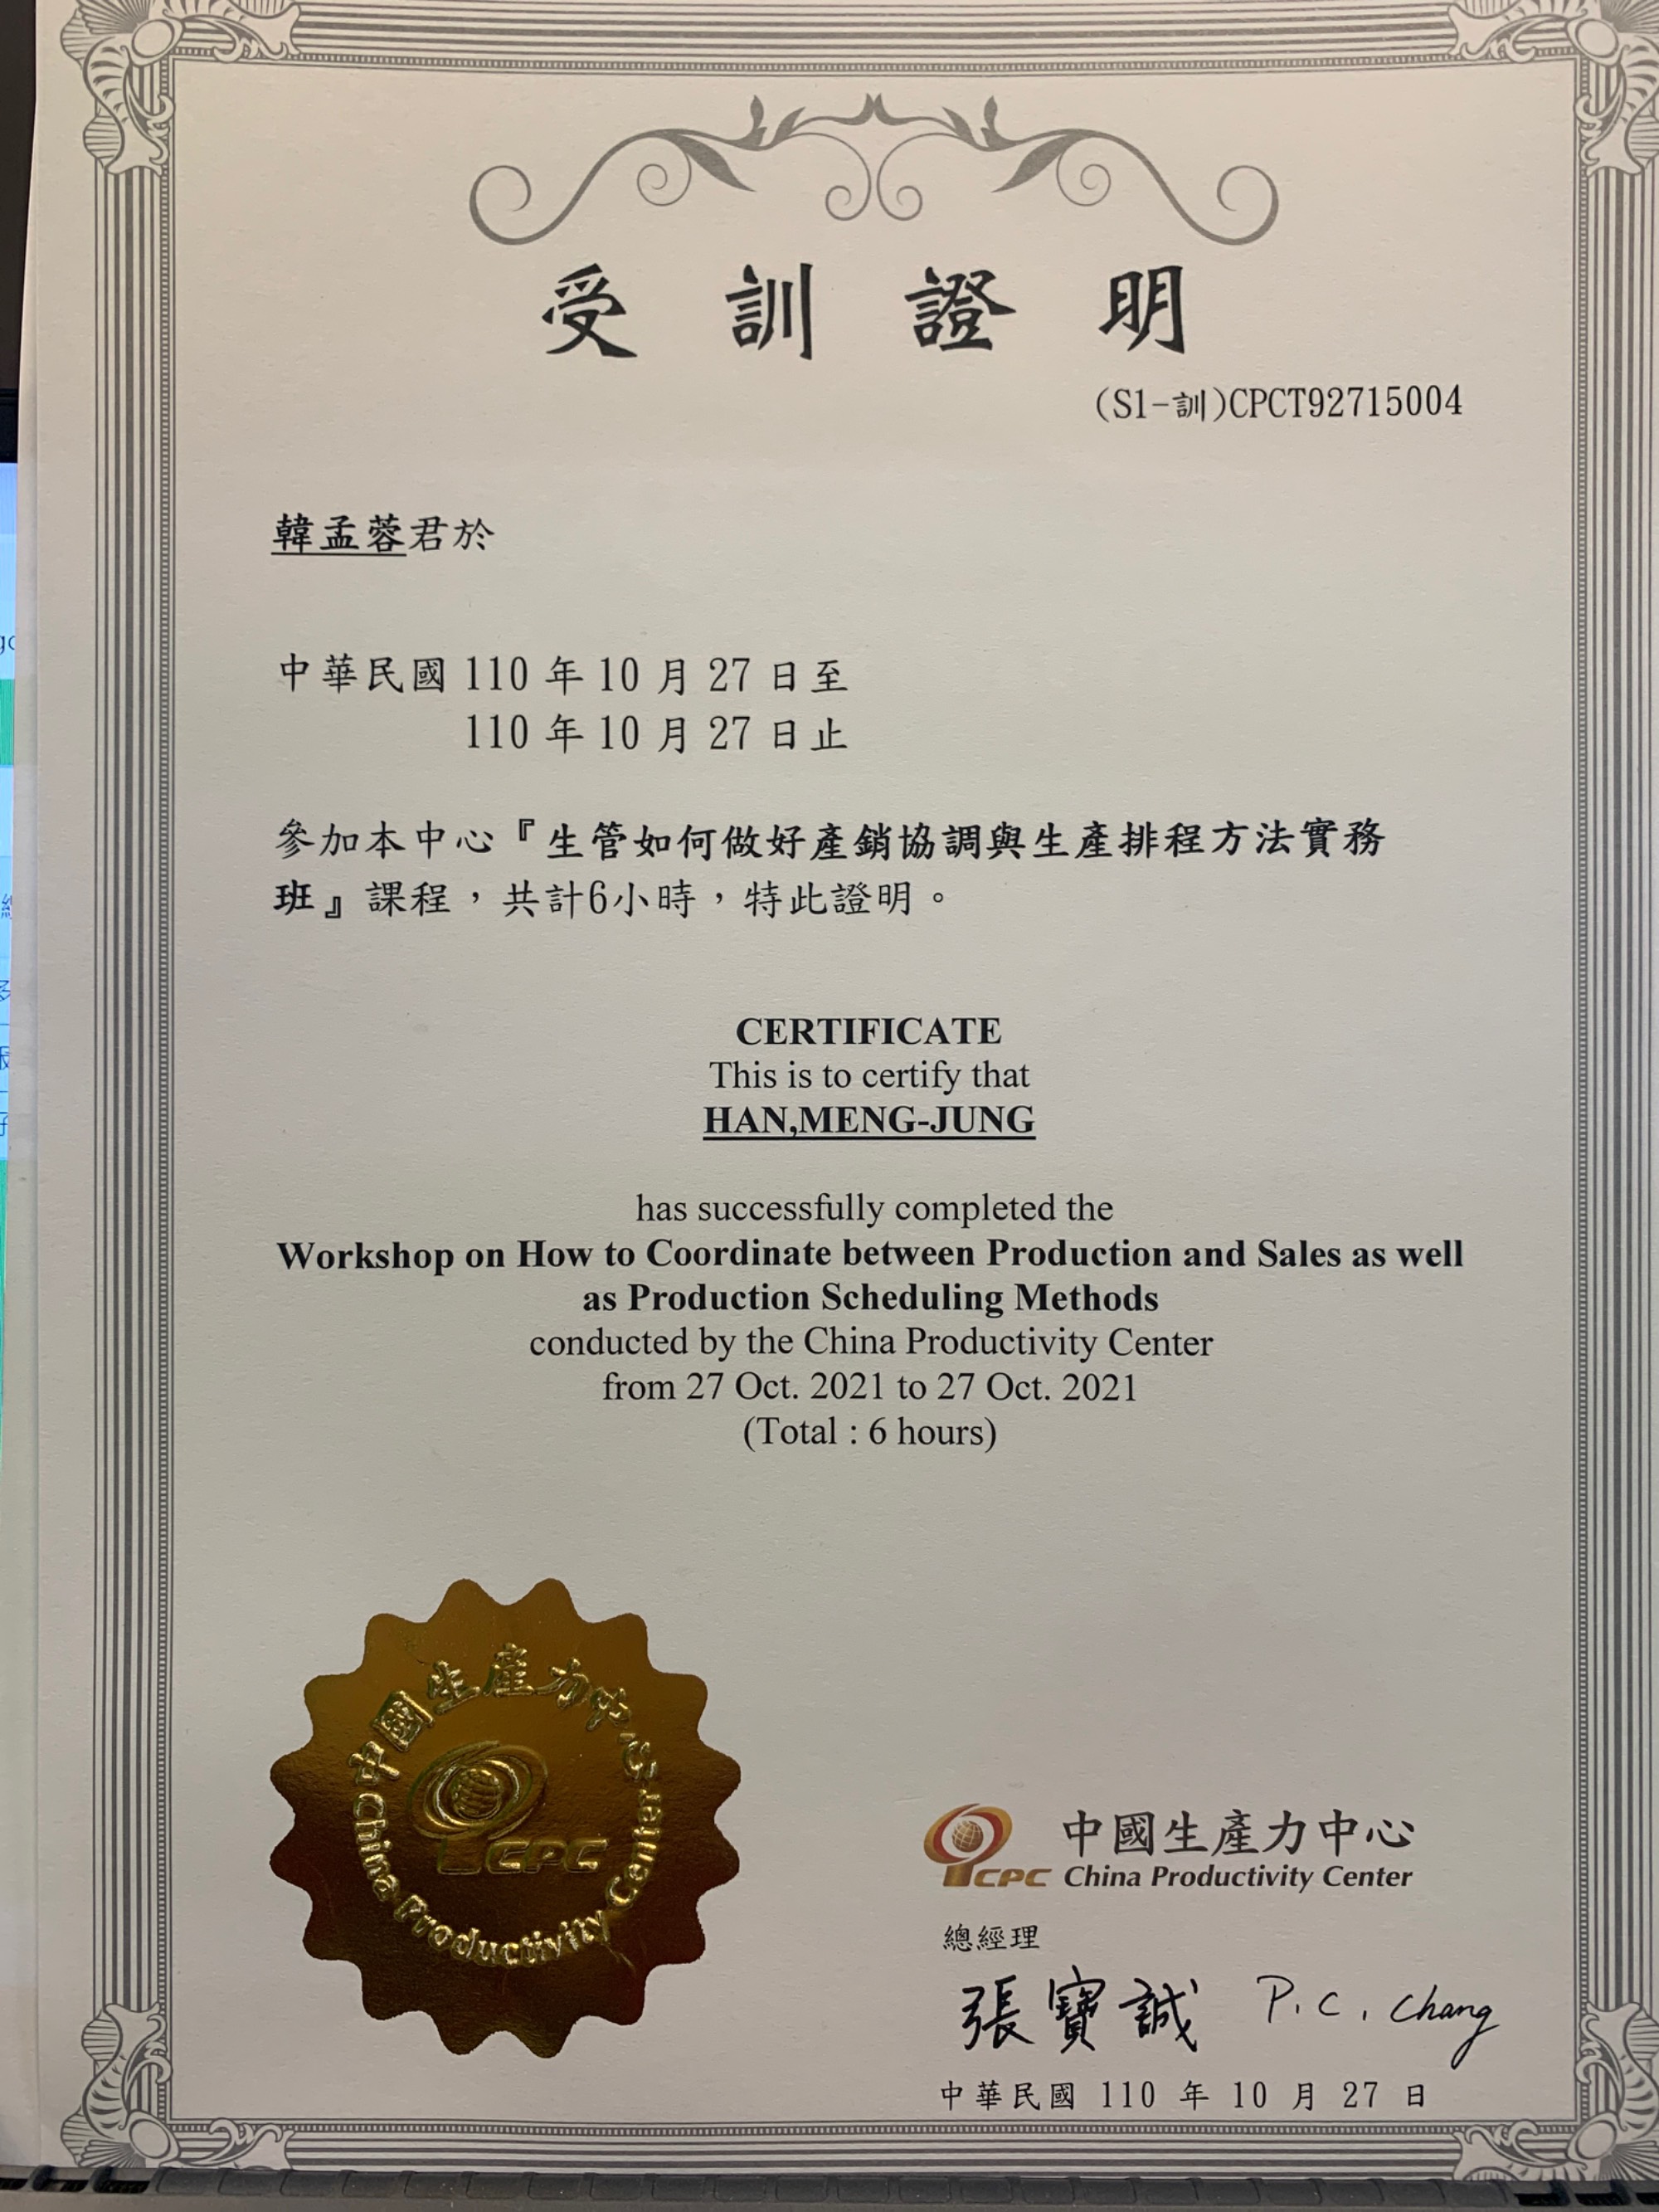 受訓證明
(S1-訓)CPCT92715004
韓孟蓉君於
中華民國 110 年 10 月 27 日至
110 年 10 月 27 日止
參加本中心『生管如何做好產銷協調與生產排程方法實務
班』課程，共計6小時，特此證明。
CERTIFICATE
This is to certify that
HAN,MENG-JUNG
has successfully completed the
Workshop on How to Coordinate between Production and Sales as well
as Production Scheduling Methods
conducted by the China Productivity Center
from 27 Oct. 2021 to 27 Oct. 2021
(Total : 6 hours)
中國生產力中心
CPC
China Productivity Center
中國生產力中心
CPC China Productivity Center
總經理
張寶誠 P.C. Chang
中華民國 110 年 10 月 27 日